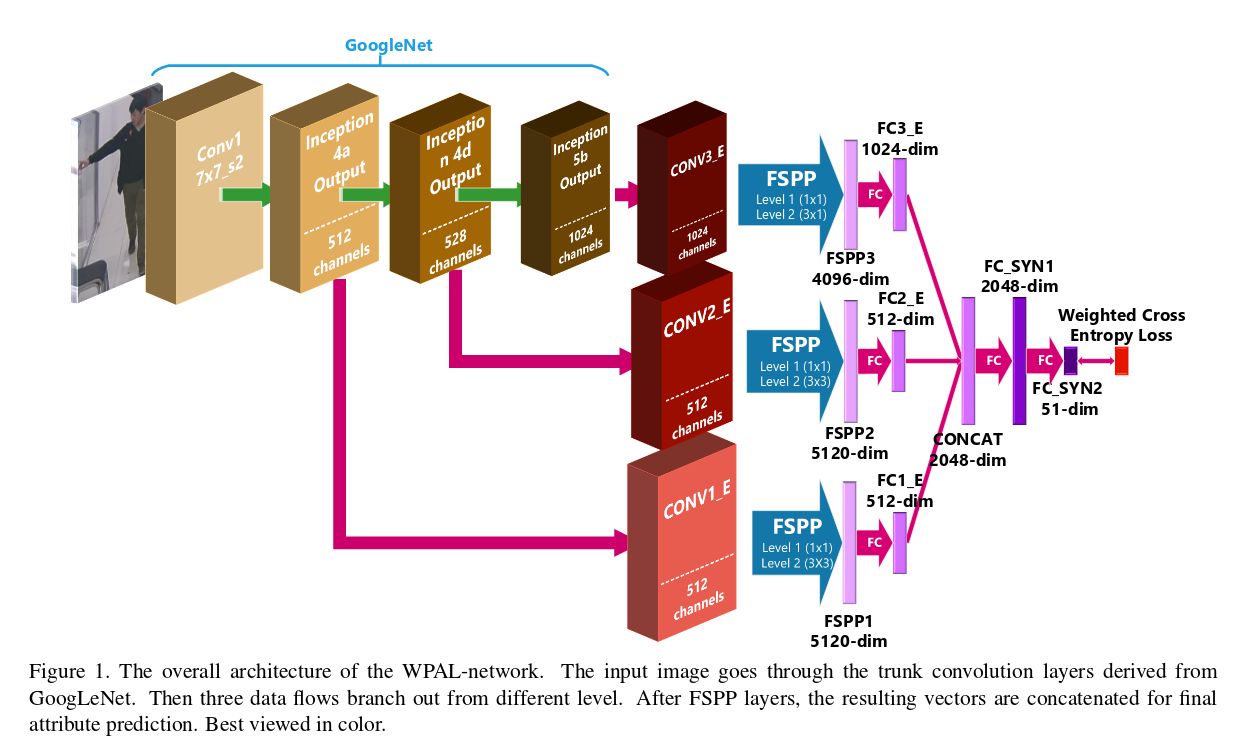 GoogleNet
Conv1
7x7_s2
Inception
4a
Output
512
channels
Inceptio
n 4d
Output
528
channels
Inception
5b
Output
1024
channels
CONV3_E
1024
channels
CONV2_E
512
channels
CONV1_E
512
channels
FSPP
Level 1 (1x1)
Level 2 (3x1)
FSPP3
4096-dim
FC
FC3_E
1024-dim
FSPP
Level 1 (1x1)
Level 2 (3x3)
FSPP2
5120-dim
FC
FC2_E
512-dim
FSPP
Level 1 (1x1)
Level 2 (3X3)
FSPP1
5120-dim
FC
FC1_E
512-dim
CONCAT
2048-dim
FC
FC_SYN1
2048-dim
FC
FC_SYN2
51-dim
Weighted Cross
Entropy Loss
Figure 1. The overall architecture of the WPAL-network. The input image goes through the trunk convolution layers derived from
GoogLeNet. Then three data flows branch out from different level. After FSPP layers, the resulting vectors are concatenated for final
attribute prediction. Best viewed in color.